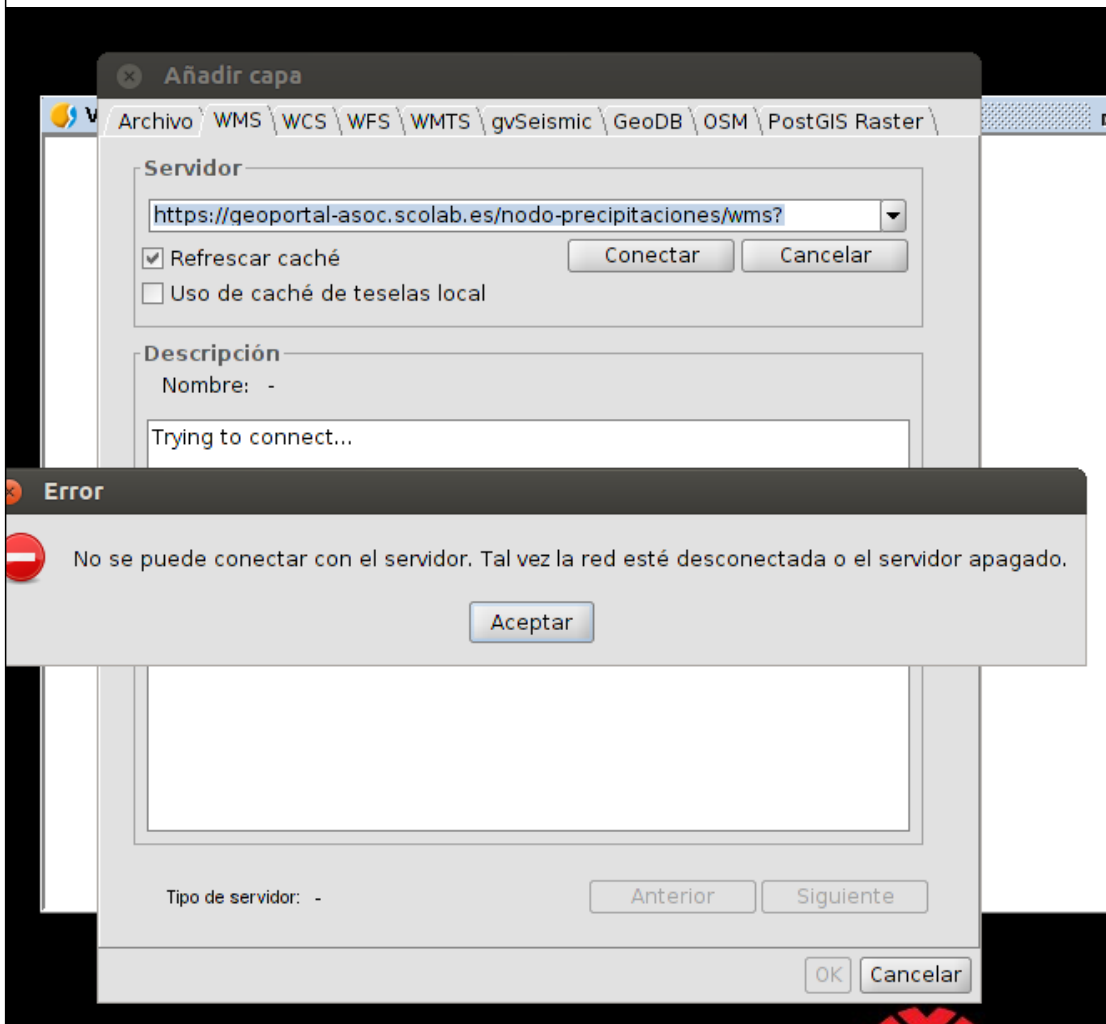 Añadir capa
Archivo WMS WCS WFS WMTS gvSeismic GeoDB OSM PostGIS Raster
Servidor
https://geoportal-asoc.scolab.es/nodo-precipitaciones/wms?
Refrescar caché Conectar Cancelar
Uso de caché de teselas local
Descripción
Nombre: -
Trying to connect...
Error
No se puede conectar con el servidor. Tal vez la red esté desconectada o el servidor apagado.
Aceptar
Tipo de servidor: - Anterior Siguiente
OK Cancelar